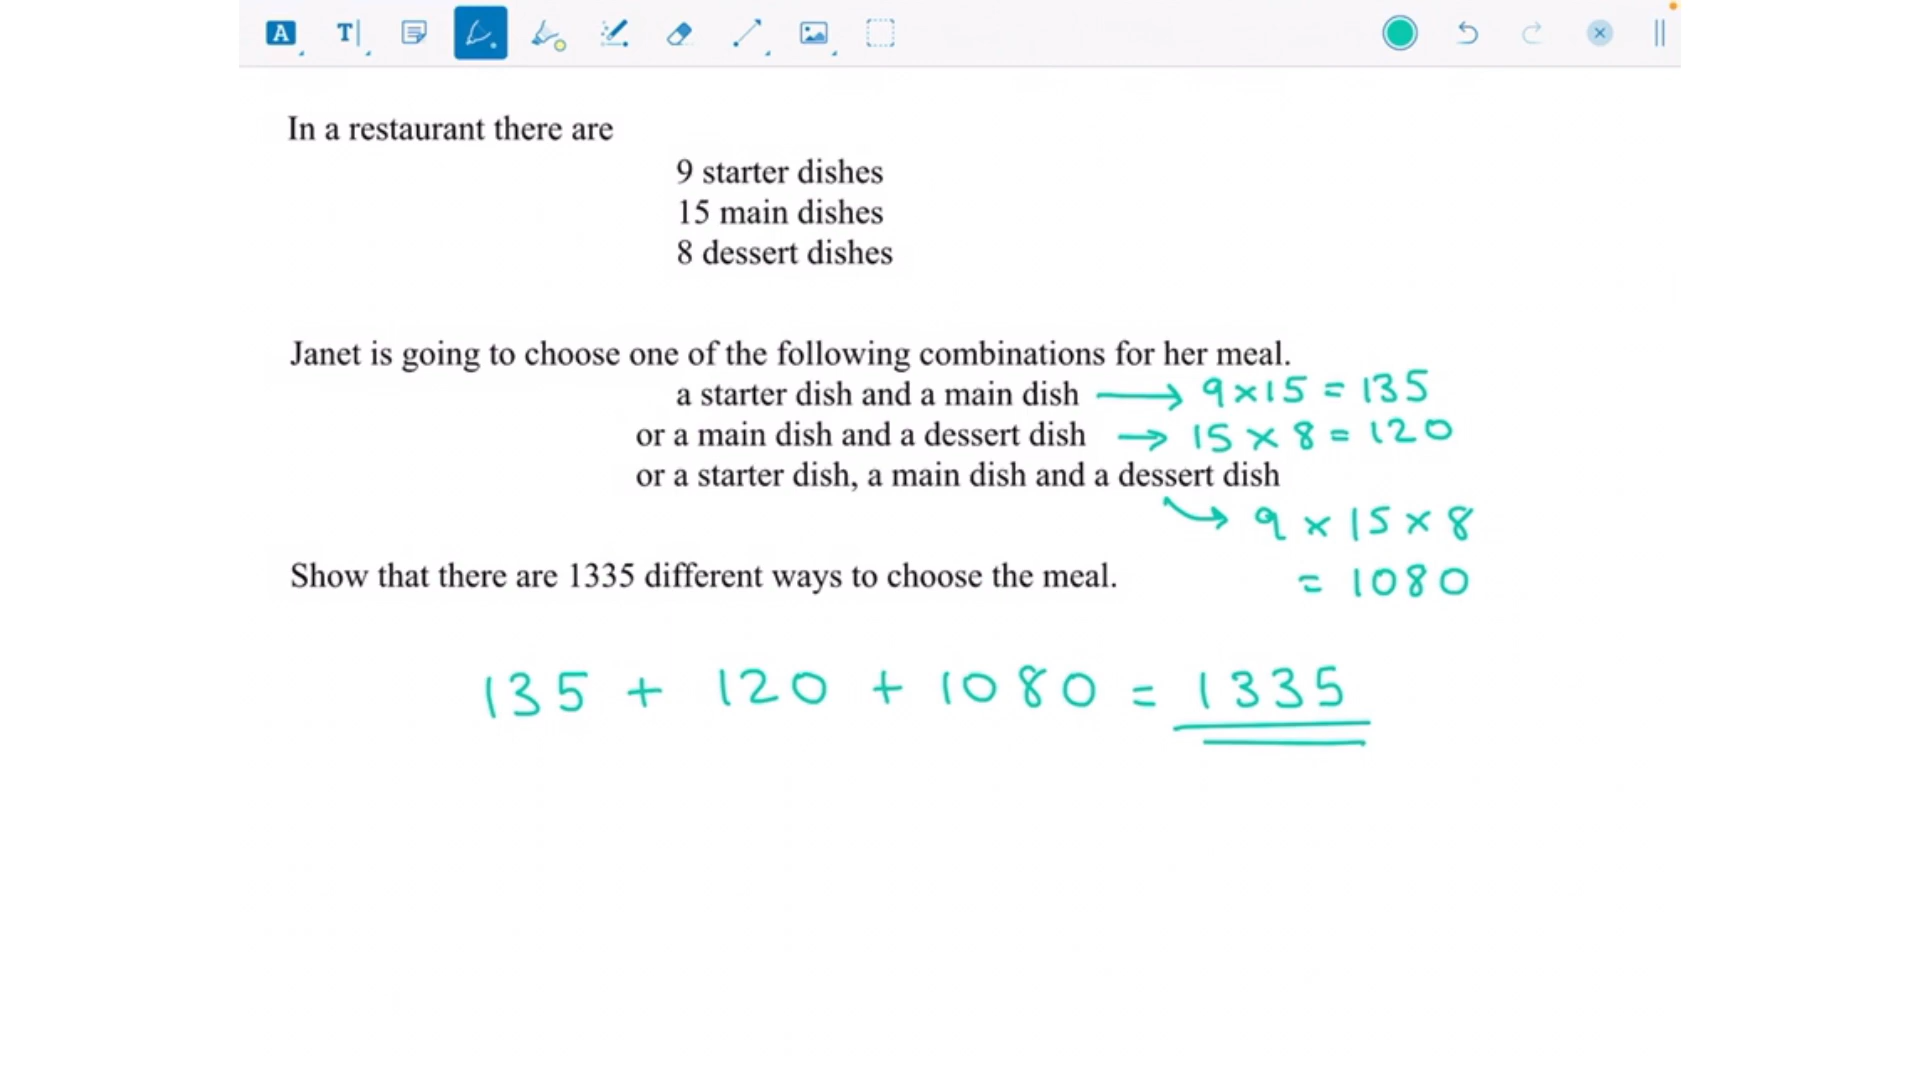 A T|
In a restaurant there are
9 starter dishes
15 main dishes
8 dessert dishes
Janet is going to choose one of the following combinations for her meal.
a starter dish and a main dish → 9 × 15 = 135
or a main dish and a dessert dish → 15 × 8 = 120
or a starter dish, a main dish and a dessert dish
→ 9 × 15 × 8
Show that there are 1335 different ways to choose the meal.
= 1080
135 + 120 + 1080 = 1335